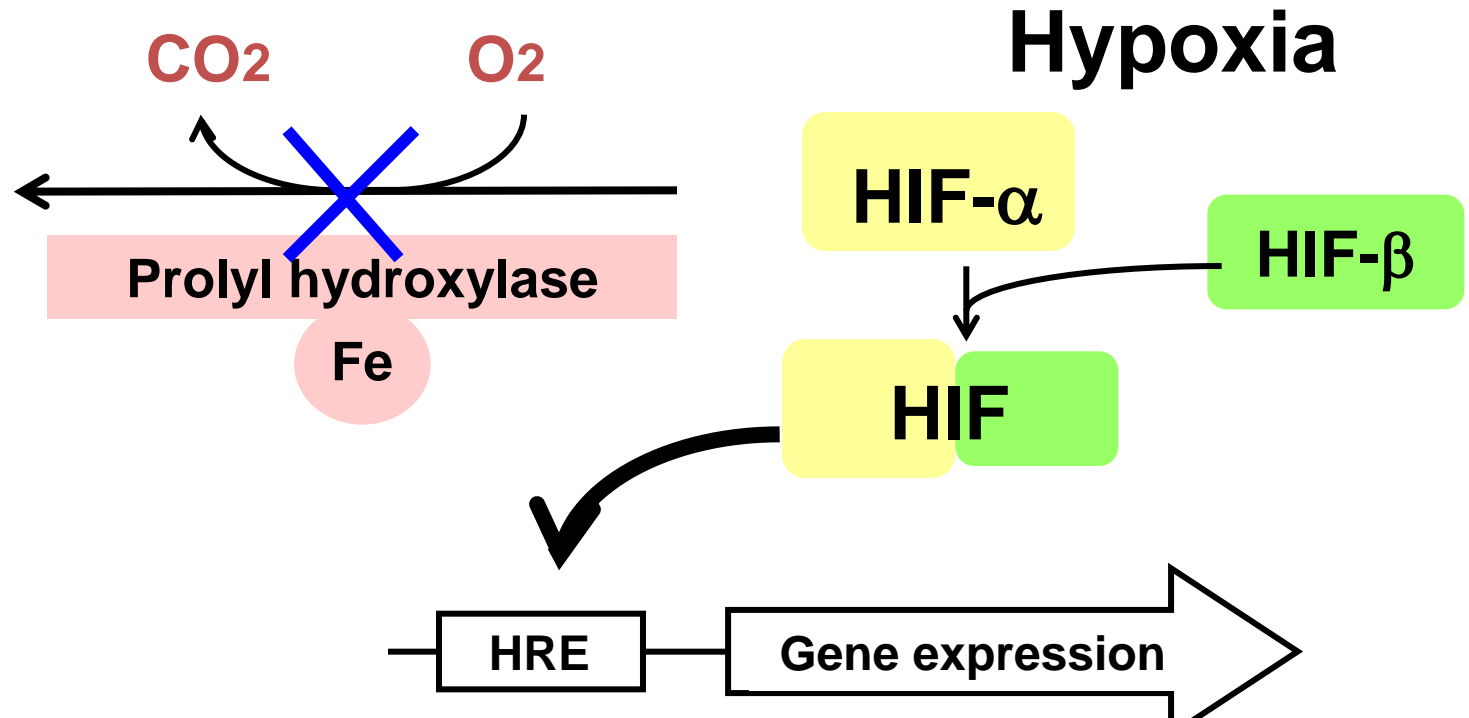 Hypoxia
CO2
O2
HIF-α
HIF-β
Prolyl hydroxylase
Fe
HIF
HRE
Gene expression